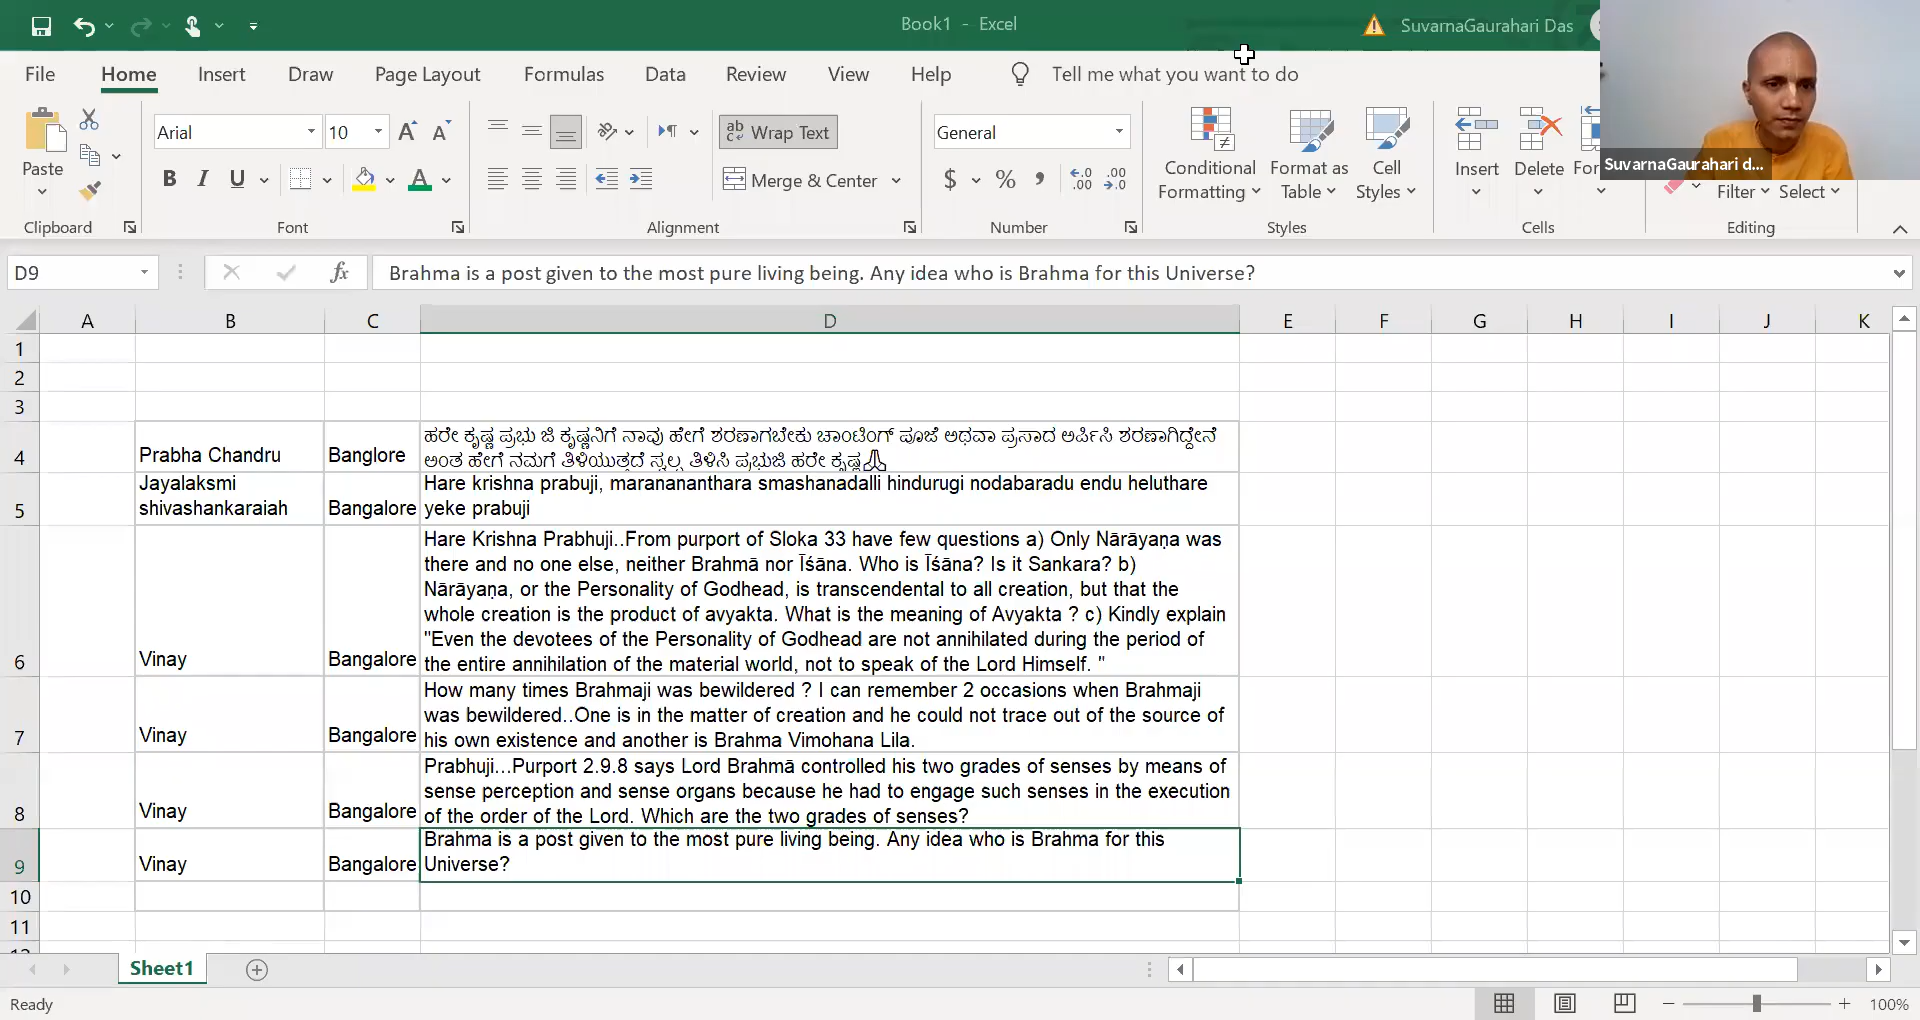 Book1 - Excel
SuvarnaGaurahari Das
File Home Insert Draw Page Layout Formulas Data Review View Help Tell me what you want to do
Paste
Clipboard
Arial 10
B I U
Font
Wrap Text
Merge & Center
Alignment
General
$ % ,
Number
Conditional Formatting
Format as Table
Cell Styles
Styles
Insert Delete
Cells
Filter Select
Editing
SuvarnaGaurahari d...
D9
fx
Brahma is a post given to the most pure living being. Any idea who is Brahma for this Universe?
A B C D E F G H I J K
1
2
3
4 Prabha Chandru Banglore
ಹರೇ ಕೃಷ್ಣ ಪ್ರಭು ಜಿ ಕೃಷ್ಣನಿಗೆ ನಾವು ಹೇಗೆ ಶರಣಾಗಬೇಕು ಚಾಂಟಿಂಗ್ ಪೂಜೆ ಅಥವಾ ಪ್ರಸಾದ ಅರ್ಪಿಸಿ ಶರಣಾಗಿದ್ದೇನೆ
ಅಂತ ಹೇಗೆ ನಮಗೆ ತಿಳಿಯುತ್ತದೆ ಸ್ವಲ್ಪ ತಿಳಿಸಿ ಪ್ರಭುಜಿ ಹರೇ ಕೃಷ್ಣ🙏
5 Jayalaksmi
shivashankaraiah Bangalore
Hare krishna prabuji, marananantara smashanadalli hindurugi nodabaradu endu heluthare
yeke prabuji
6 Vinay Bangalore
Hare Krishna Prabhuji..From purport of Sloka 33 have few questions a) Only Nārāyaṇa was
there and no one else, neither Brahmā nor Īśāna. Who is Īśāna? Is it Sankara? b)
Nārāyaṇa, or the Personality of Godhead, is transcendental to all creation, but that the
whole creation is the product of avyakta. What is the meaning of Avyakta ? c) Kindly explain
"Even the devotees of the Personality of Godhead are not annihilated during the period of
the entire annihilation of the material world, not to speak of the Lord Himself. "
7 Vinay Bangalore
How many times Brahmaji was bewildered ? I can remember 2 occasions when Brahmaji
was bewildered..One is in the matter of creation and he could not trace out of the source of
his own existence and another is Brahma Vimohana Lila.
8 Vinay Bangalore
Prabhuji...Purport 2.9.8 says Lord Brahmā controlled his two grades of senses by means of
sense perception and sense organs because he had to engage such senses in the execution
of the order of the Lord. Which are the two grades of senses?
9 Vinay Bangalore
Brahma is a post given to the most pure living being. Any idea who is Brahma for this
Universe?
10
11
Sheet1
Ready
100%